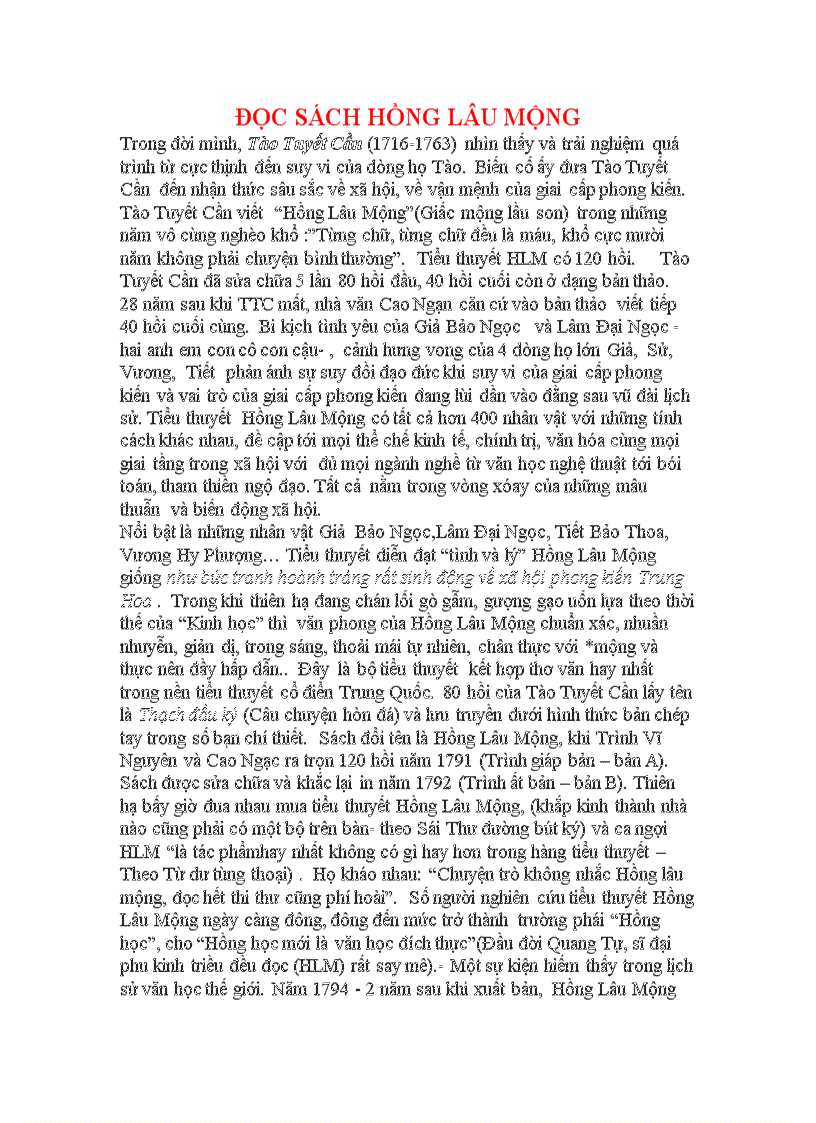 ĐỌC SÁCH HỒNG LÂU MỘNG
Trong đời mình, Tào Tuyết Cần (1716-1763) nhìn thấy và trải nghiệm quá
trình từ cực thịnh đến suy vi của dòng họ Tào. Biến cố ấy đưa Tào Tuyết
Cần đến nhận thức sâu sắc về xã hội, về vận mệnh của giai cấp phong kiến.
Tào Tuyết Cần viết “Hồng Lâu Mộng”(Giấc mộng lầu son) trong những
năm vô cùng nghèo khổ :”Từng chữ, từng chữ đều là máu, khổ cực mười
năm không phải chuyện bình thường”. Tiểu thuyết HLM có 120 hồi. Tào
Tuyết Cần đã sửa chữa 5 lần 80 hồi đầu, 40 hồi cuối còn ở dạng bản thảo.
28 năm sau khi TTC mất, nhà văn Cao Ngạn căn cứ vào bản thảo viết tiếp
40 hồi cuối cùng. Bi kịch tình yêu của Giả Bảo Ngọc và Lâm Đại Ngọc -
hai anh em con cô con cậu- , cảnh hưng vong của 4 dòng họ lớn Giả, Sử,
Vương, Tiết phản ánh sự suy đồi đạo đức khi suy vi của giai cấp phong
kiến và vai trò của giai cấp phong kiến đang lùi dần vào đằng sau vũ đài lịch
sử. Tiểu thuyết Hồng Lâu Mộng có tất cả hơn 400 nhân vật với những tính
cách khác nhau, đề cập tới mọi thể chế kinh tế, chính trị, văn hóa cùng mọi
giai tầng trong xã hội với đủ mọi ngành nghề từ văn học nghệ thuật tới bói
toán, tham thiền ngộ đạo. Tất cả nằm trong vòng xóay của những mâu
thuẫn và biến động xã hội.
Nổi bật là những nhân vật Giả Bảo Ngọc,Lâm Đại Ngọc, Tiết Bảo Thoa,
Vương Hy Phượng… Tiểu thuyết diễn đạt “tình và lý” Hồng Lâu Mộng
giống như bức tranh hoành tráng rất sinh động về xã hội phong kiến Trung
Hoa . Trong khi thiên hạ đang chán lối gò gẫm, gượng gạo uốn lựa theo thời
thế của “Kinh học” thì văn phong của Hồng Lâu Mộng chuẩn xác, nhuần
nhuyễn, giản dị, trong sáng, thoải mái tự nhiên, chân thực với *mộng và
thực nên đầy hấp dẫn.. Đây là bộ tiểu thuyết kết hợp thơ văn hay nhất
trong nền tiểu thuyết cổ điển Trung Quốc. 80 hồi của Tào Tuyết Cần lấy tên
là Thạch đầu ký (Câu chuyện hòn đá) và lưu truyền dưới hình thức bản chép
tay trong số bạn chí thiết. Sách đổi tên là Hồng Lâu Mộng, khi Trình Vĩ
Nguyên và Cao Ngạc ra trọn 120 hồi năm 1791 (Trình giáp bản – bản A).
Sách được sửa chữa và khắc lại in năm 1792 (Trình ất bản – bản B). Thiên
hạ bấy giờ đua nhau mua tiểu thuyết Hồng Lâu Mộng, (khắp kinh thành nhà
nào cũng phải có một bộ trên bàn- theo Sái Thư đường bút ký) và ca ngợi
HLM “là tác phẩmhay nhất không có gì hay hơn trong hàng tiểu thuyết –
Theo Từ dư tùng thoại) . Họ kháo nhau: “Chuyện trò không nhắc Hồng lâu
mộng, đọc hết thi thư cũng phí hoài”. Số người nghiên cứu tiểu thuyết Hồng
Lâu Mộng ngày càng đông, đông đến mức trở thành trường phái “Hồng
học”, cho “Hồng học mới là văn học đích thực”(Đầu đời Quang Tự, sĩ đại
phu kinh triều đều đọc (HLM) rất say mê).- Một sự kiện hiếm thấy trong lịch
sử văn học thế giới. Năm 1794 - 2 năm sau khi xuất bản, Hồng Lâu Mộng